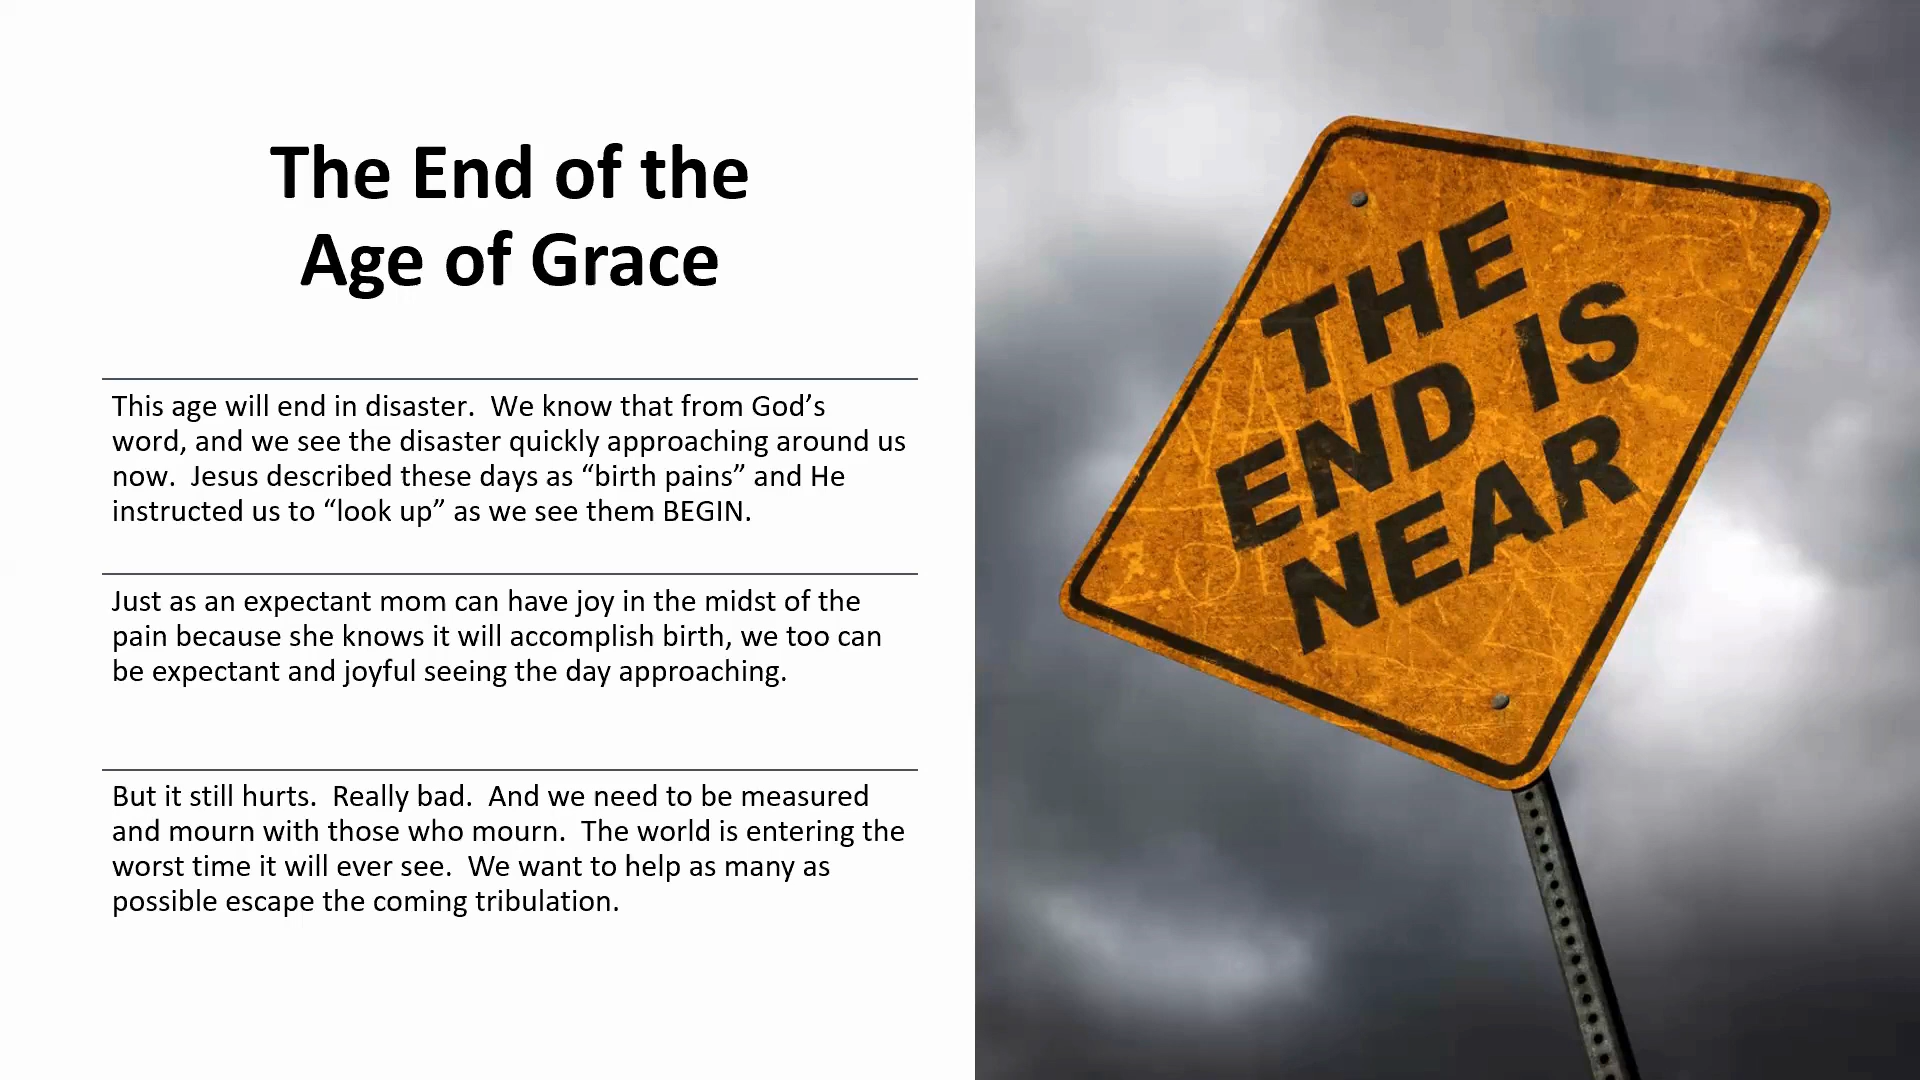 The End of the
Age of Grace
This age will end in disaster.  We know that from God’s
word, and we see the disaster quickly approaching around us
now.  Jesus described these days as “birth pains” and He
instructed us to “look up” as we see them BEGIN.
Just as an expectant mom can have joy in the midst of the
pain because she knows it will accomplish birth, we too can
be expectant and joyful seeing the day approaching.
But it still hurts.  Really bad.  And we need to be measured
and mourn with those who mourn.  The world is entering the
worst time it will ever see.  We want to help as many as
possible escape the coming tribulation.
THE
END IS
NEAR